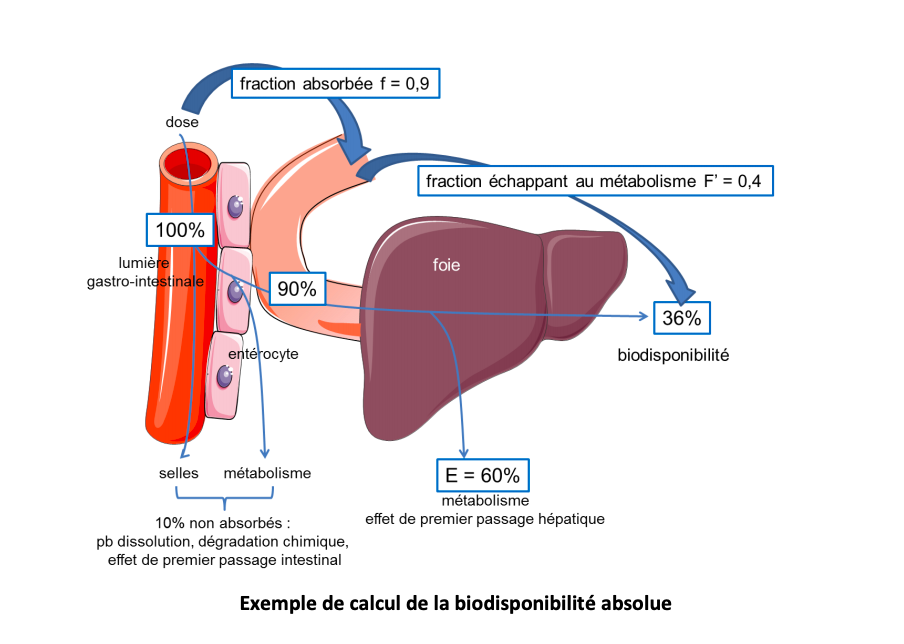 fraction absorbée f = 0,9
dose
fraction échappant au métabolisme F' = 0,4
100%
lumière
gastro-intestinale
foie
90%
36%
entérocyte
biodisponibilité
selles
métabolisme
E = 60%
métabolisme
effet de premier passage hépatique
10% non absorbés :
pb dissolution, dégradation chimique,
effet de premier passage intestinal
Exemple de calcul de la biodisponibilité absolue